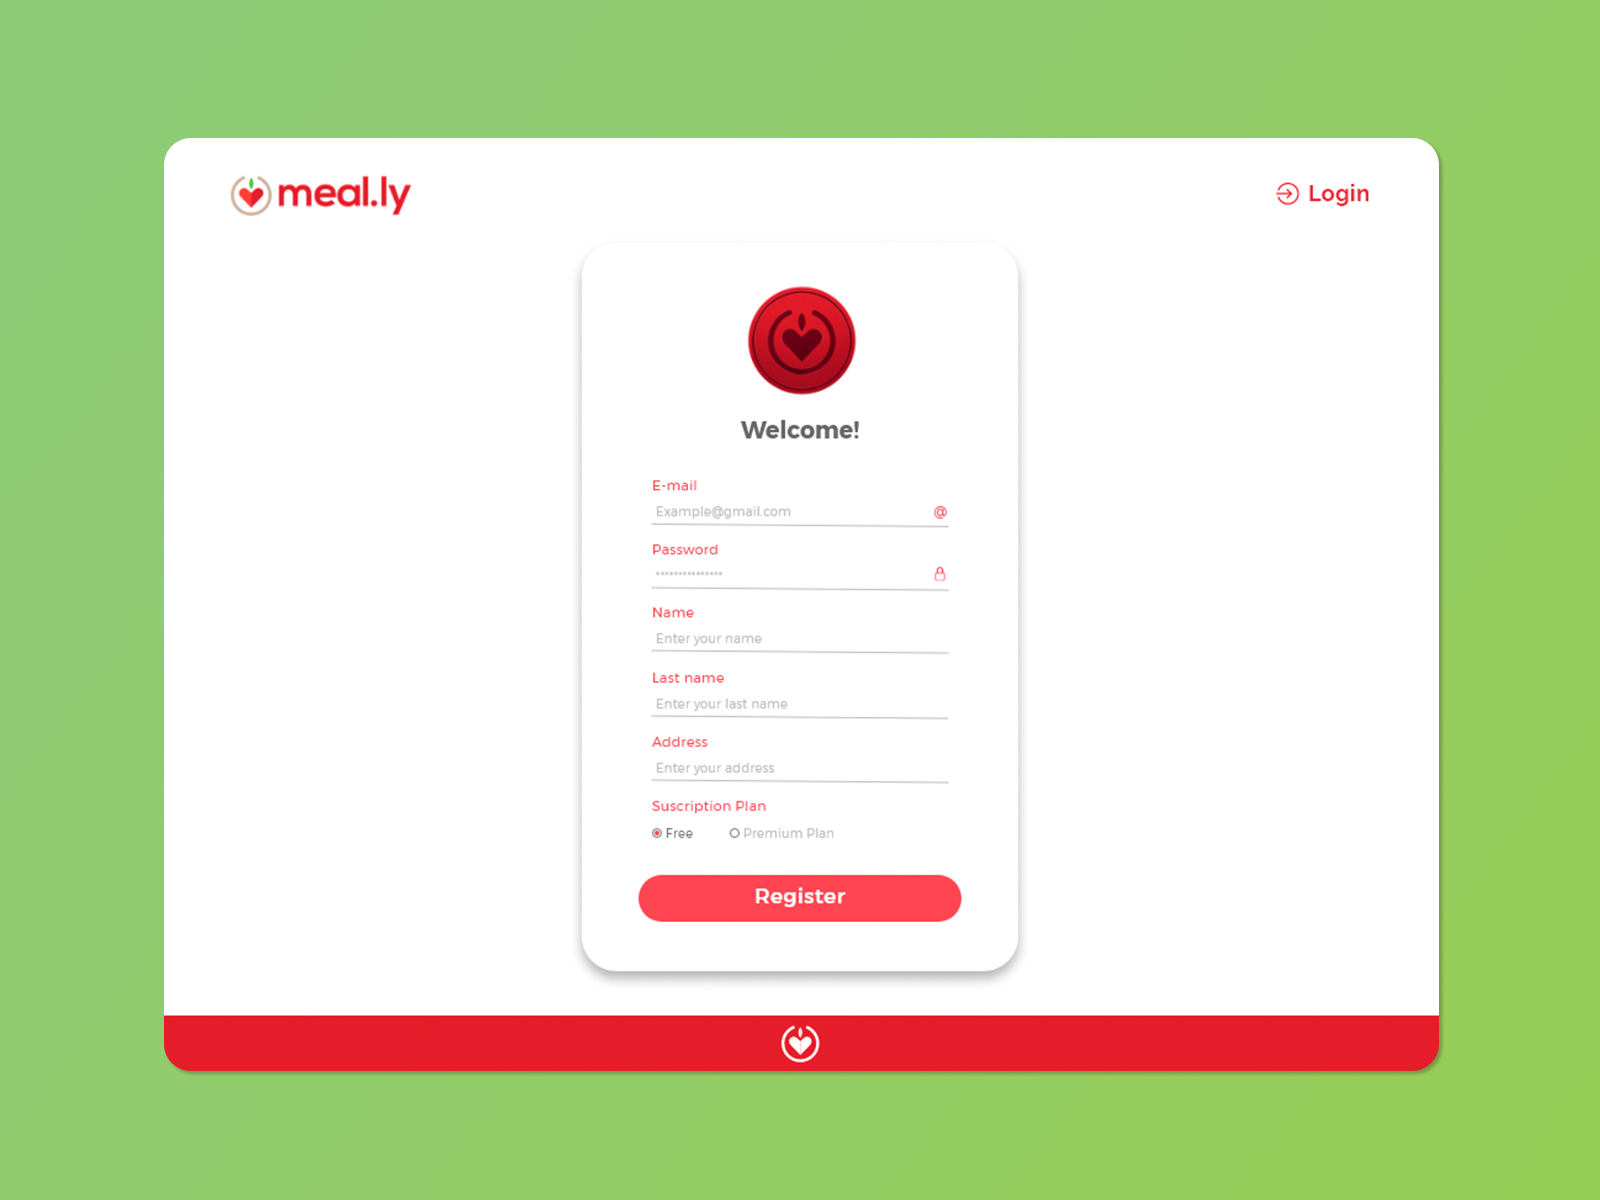 meal.ly
Login
Welcome!
E-mail
Example@gmail.com
@
Password
***************
Name
Enter your name
Last name
Enter your last name
Address
Enter your address
Suscription Plan
Free Premium Plan
Register